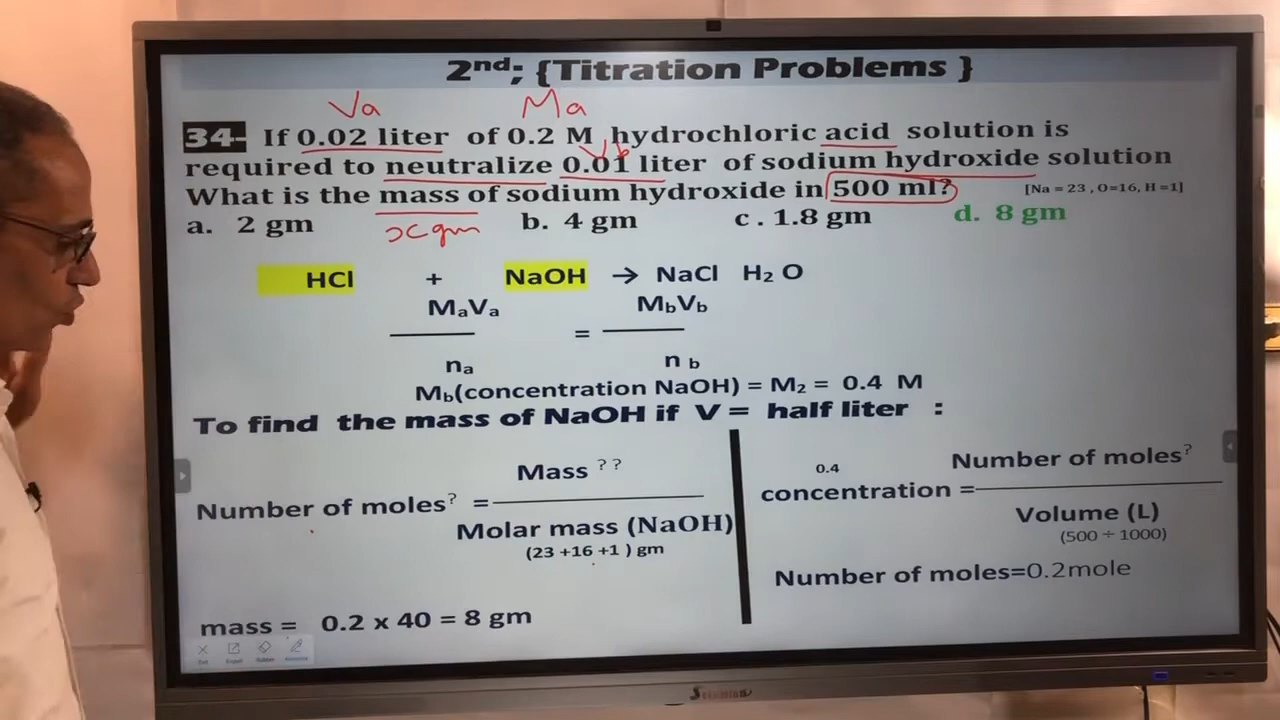 2nd; {Titration Problems }
Va Ma
34- If 0.02 liter of 0.2 M hydrochloric acid solution is
Vb
required to neutralize 0.01 liter of sodium hydroxide solution
What is the mass of sodium hydroxide in 500 ml? [Na = 23 , O=16, H =1]
a. 2 gm x gm b. 4 gm c . 1.8 gm d. 8 gm
HCl + NaOH → NaCl H₂ O
MaVa MbVb
=
na n b
Mb(concentration NaOH) = M₂ = 0.4 M
To find the mass of NaOH if V = half liter :
Mass ? ?
Number of moles? =
Molar mass (NaOH)
(23 +16 +1 ) gm
mass = 0.2 x 40 = 8 gm
Number of moles?
0.4
concentration =
Volume (L)
(500 ÷ 1000)
Number of moles=0.2mole